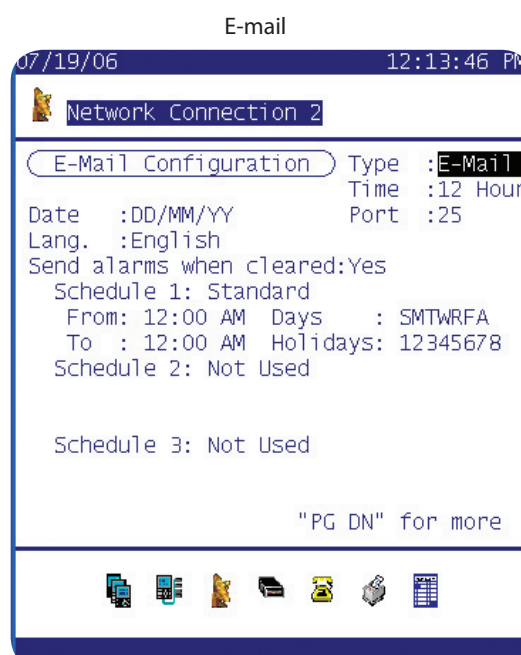 E-mail
07/19/06 12:13:46 PM
Network Connection 2
E-Mail Configuration Type :E-Mail
Time :12 Hour
Date :DD/MM/YY Port :25
Lang. :English
Send alarms when cleared:Yes
Schedule 1: Standard
From: 12:00 AM Days : SMTWRFA
To : 12:00 AM Holidays: 12345678
Schedule 2: Not Used
Schedule 3: Not Used
"PG DN" for more